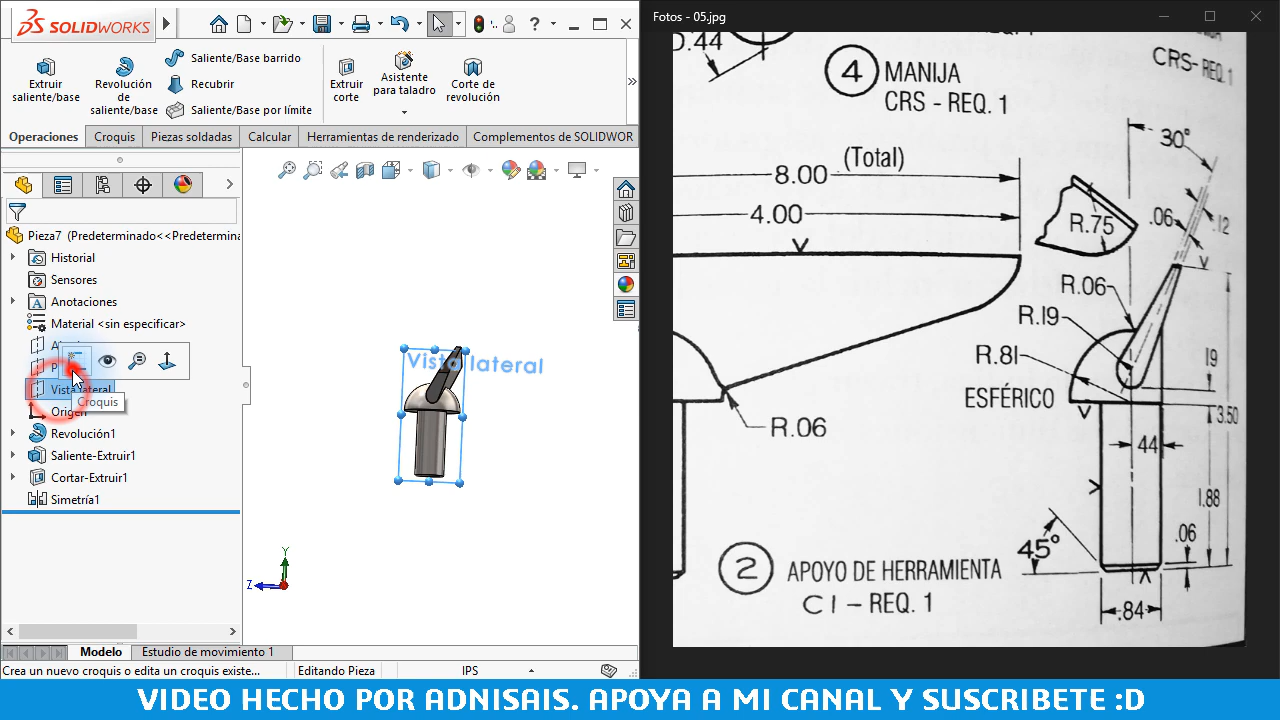 SOLIDWORKS
Extruir saliente/base
Revolución de saliente/base
Saliente/Base barrido
Recubrir
Saliente/Base por límite
Extruir corte
Asistente para taladro
Corte de revolución
Operaciones
Croquis
Piezas soldadas
Calcular
Herramientas de renderizado
Complementos de SOLIDWOR
Pieza7 (Predeterminado<<Predetermina
Historial
Sensores
Anotaciones
Material <sin especificar>
Vista lateral
Croquis
Origen
Revolución1
Saliente-Extruir1
Cortar-Extruir1
Simetría1
Vista lateral
Y
Z
Modelo
Estudio de movimiento 1
Crea un nuevo croquis o edita un croquis existe...
Editando Pieza
IPS
Fotos - 05.jpg
D.44
4
MANIJA
CRS - REQ. 1
CRS- REQ. 1
30°
(Total)
8.00
4.00
R.75
.06
.12
R.06
R.19
R.81
ESFÉRICO
.19
3.50
.44
R.06
1.88
.06
45°
2
APOYO DE HERRAMIENTA
C I - REQ. 1
.84
VIDEO HECHO POR ADNISAIS. APOYA A MI CANAL Y SUSCRIBETE :D